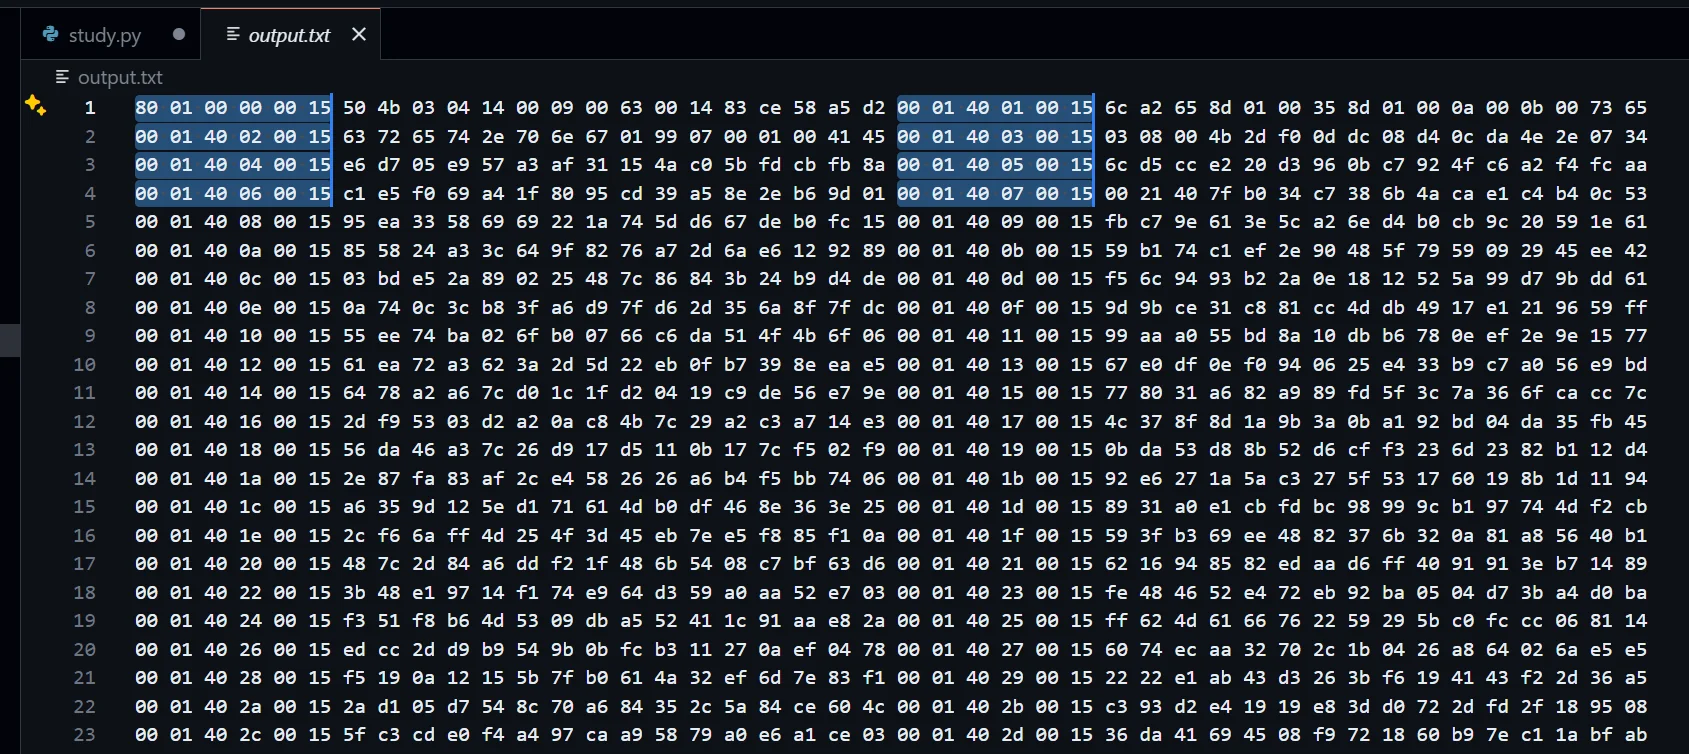 study.py
output.txt
output.txt
1 80 01 00 00 00 15 50 4b 03 04 14 00 09 00 63 00 14 83 ce 58 a5 d2 00 01 40 01 00 15 6c a2 65 8d 01 00 35 8d 01 00 0a 00 0b 00 73 65
2 00 01 40 02 00 15 63 72 65 74 2e 70 6e 67 01 99 07 00 01 00 41 45 00 01 40 03 00 15 03 08 00 4b 2d f0 0d dc 08 d4 0c da 4e 2e 07 34
3 00 01 40 04 00 15 e6 d7 05 e9 57 a3 af 31 15 4a c0 5b fd cb fb 8a 00 01 40 05 00 15 6c d5 cc e2 20 d3 96 0b c7 92 4f c6 a2 f4 fc aa
4 00 01 40 06 00 15 c1 e5 f0 69 a4 1f 80 95 cd 39 a5 8e 2e b6 9d 01 00 01 40 07 00 15 00 21 40 7f b0 34 c7 38 6b 4a ca e1 c4 b4 0c 53
5 00 01 40 08 00 15 95 ea 33 58 69 69 22 1a 74 5d d6 67 de b0 fc 15 00 01 40 09 00 15 fb c7 9e 61 3e 5c a2 6e d4 b0 cb 9c 20 59 1e 61
6 00 01 40 0a 00 15 85 58 24 a3 3c 64 9f 82 76 a7 2d 6a e6 12 92 89 00 01 40 0b 00 15 59 b1 74 c1 ef 2e 90 48 5f 79 59 09 29 45 ee 42
7 00 01 40 0c 00 15 03 bd e5 2a 89 02 25 48 7c 86 84 3b 24 b9 d4 de 00 01 40 0d 00 15 f5 6c 94 93 b2 2a 0e 18 12 52 5a 99 d7 9b dd 61
8 00 01 40 0e 00 15 0a 74 0c 3c b8 3f a6 d9 7f d6 2d 35 6a 8f 7f dc 00 01 40 0f 00 15 9d 9b ce 31 c8 81 cc 4d db 49 17 e1 21 96 59 ff
9 00 01 40 10 00 15 55 ee 74 ba 02 6f b0 07 66 c6 da 51 4f 4b 6f 06 00 01 40 11 00 15 99 aa a0 55 bd 8a 10 db b6 78 0e ef 2e 9e 15 77
10 00 01 40 12 00 15 61 ea 72 a3 62 3a 2d 5d 22 eb 0f b7 39 8e ea e5 00 01 40 13 00 15 67 e0 df 0e f0 94 06 25 e4 33 b9 c7 a0 56 e9 bd
11 00 01 40 14 00 15 64 78 a2 a6 7c d0 1c 1f d2 04 19 c9 de 56 e7 9e 00 01 40 15 00 15 77 80 31 a6 82 a9 89 fd 5f 3c 7a 36 6f ca cc 7c
12 00 01 40 16 00 15 2d f9 53 03 d2 a2 0a c8 4b 7c 29 a2 c3 a7 14 e3 00 01 40 17 00 15 4c 37 8f 8d 1a 9b 3a 0b a1 92 bd 04 da 35 fb 45
13 00 01 40 18 00 15 56 da 46 a3 7c 26 d9 17 d5 11 0b 17 7c f5 02 f9 00 01 40 19 00 15 0b da 53 d8 8b 52 d6 cf f3 23 6d 23 82 b1 12 d4
14 00 01 40 1a 00 15 2e 87 fa 83 af 2c e4 58 26 26 a6 b4 f5 bb 74 06 00 01 40 1b 00 15 92 e6 27 1a 5a c3 27 5f 53 17 60 19 8b 1d 11 94
15 00 01 40 1c 00 15 a6 35 9d 12 5e d1 71 61 4d b0 df 46 8e 36 3e 25 00 01 40 1d 00 15 89 31 a0 e1 cb fd bc 98 99 9c b1 97 74 4d f2 cb
16 00 01 40 1e 00 15 2c f6 6a ff 4d 25 4f 3d 45 eb 7e e5 f8 85 f1 0a 00 01 40 1f 00 15 59 3f b3 69 ee 48 82 37 6b 32 0a 81 a8 56 40 b1
17 00 01 40 20 00 15 48 7c 2d 84 a6 dd f2 1f 48 6b 54 08 c7 bf 63 d6 00 01 40 21 00 15 62 16 94 85 82 ed aa d6 ff 40 91 91 3e b7 14 89
18 00 01 40 22 00 15 3b 48 e1 97 14 f1 74 e9 64 d3 59 a0 aa 52 e7 03 00 01 40 23 00 15 fe 48 46 52 e4 72 eb 92 ba 05 04 d7 3b a4 d0 ba
19 00 01 40 24 00 15 f3 51 f8 b6 4d 53 09 db a5 52 41 1c 91 aa e8 2a 00 01 40 25 00 15 ff 62 4d 61 66 76 22 59 29 5b c0 fc cc 06 81 14
20 00 01 40 26 00 15 ed cc 2d d9 b9 54 9b 0b fc b3 11 27 0a ef 04 78 00 01 40 27 00 15 60 74 ec aa 32 70 2c 1b 04 26 a8 64 02 6a e5 e5
21 00 01 40 28 00 15 f5 19 0a 12 15 5b 7f b0 61 4a 32 ef 6d 7e 83 f1 00 01 40 29 00 15 22 22 e1 ab 43 d3 26 3b f6 19 41 43 f2 2d 36 a5
22 00 01 40 2a 00 15 2a d1 05 d7 54 8c 70 a6 84 35 2c 5a 84 ce 60 4c 00 01 40 2b 00 15 c3 93 d2 e4 19 19 e8 3d d0 72 2d fd 2f 18 95 08
23 00 01 40 2c 00 15 5f c3 cd e0 f4 a4 97 ca a9 58 79 a0 e6 a1 ce 03 00 01 40 2d 00 15 36 da 41 69 45 08 f9 72 18 60 b9 7e c1 1a bf ab